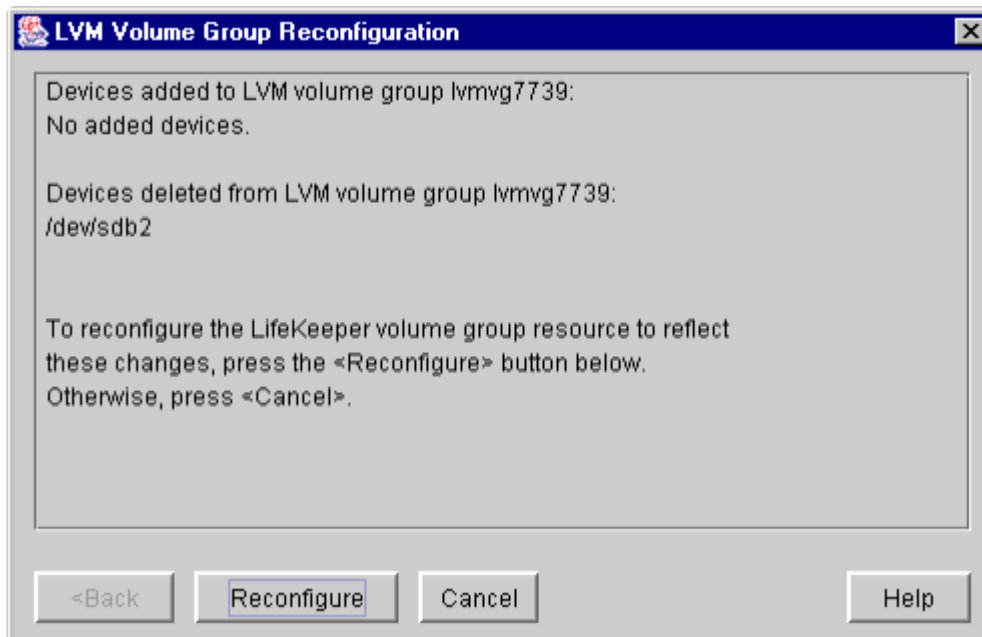 LVM Volume Group Reconfiguration
Devices added to LVM volume group lvmvg7739:
No added devices.
Devices deleted from LVM volume group lvmvg7739:
/dev/sdb2
To reconfigure the LifeKeeper volume group resource to reflect
these changes, press the <Reconfigure> button below.
Otherwise, press <Cancel>.
<Back Reconfigure Cancel Help